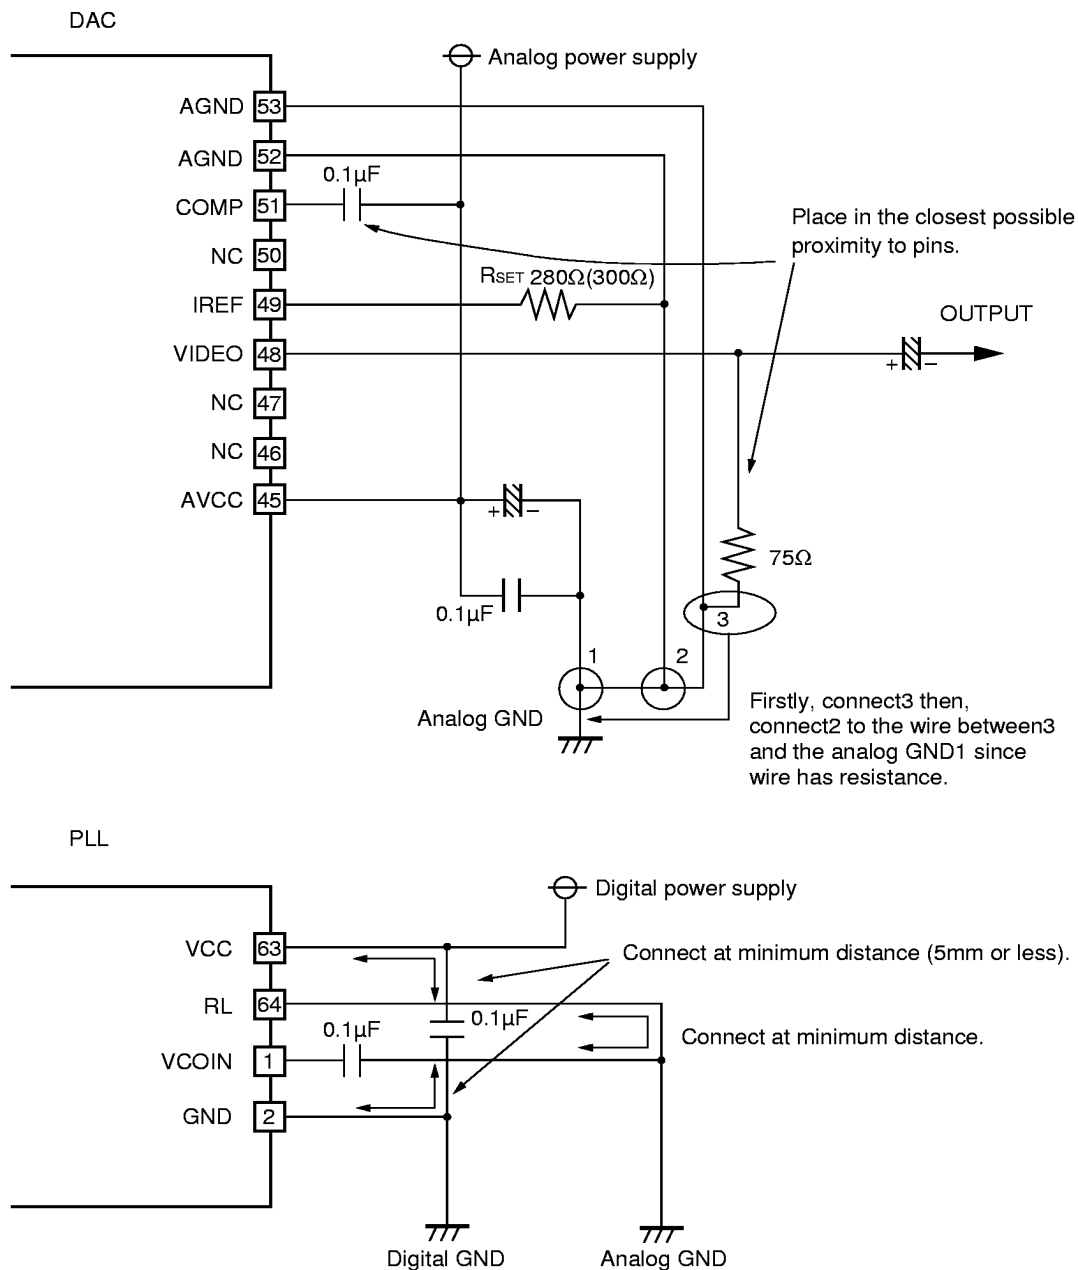 DAC
Analog power supply
AGND 53
AGND 52
0.1µF
COMP 51
Place in the closest possible
proximity to pins.
NC 50
RSET 280Ω(300Ω)
IREF 49
OUTPUT
VIDEO 48
+ −
NC 47
NC 46
AVCC 45
+ −
75Ω
0.1µF
3
1
2
Analog GND
Firstly, connect3 then,
connect2 to the wire between3
and the analog GND1 since
wire has resistance.
PLL
Digital power supply
VCC 63
Connect at minimum distance (5mm or less).
RL 64
0.1µF
0.1µF
Connect at minimum distance.
VCOIN 1
GND 2
Digital GND
Analog GND